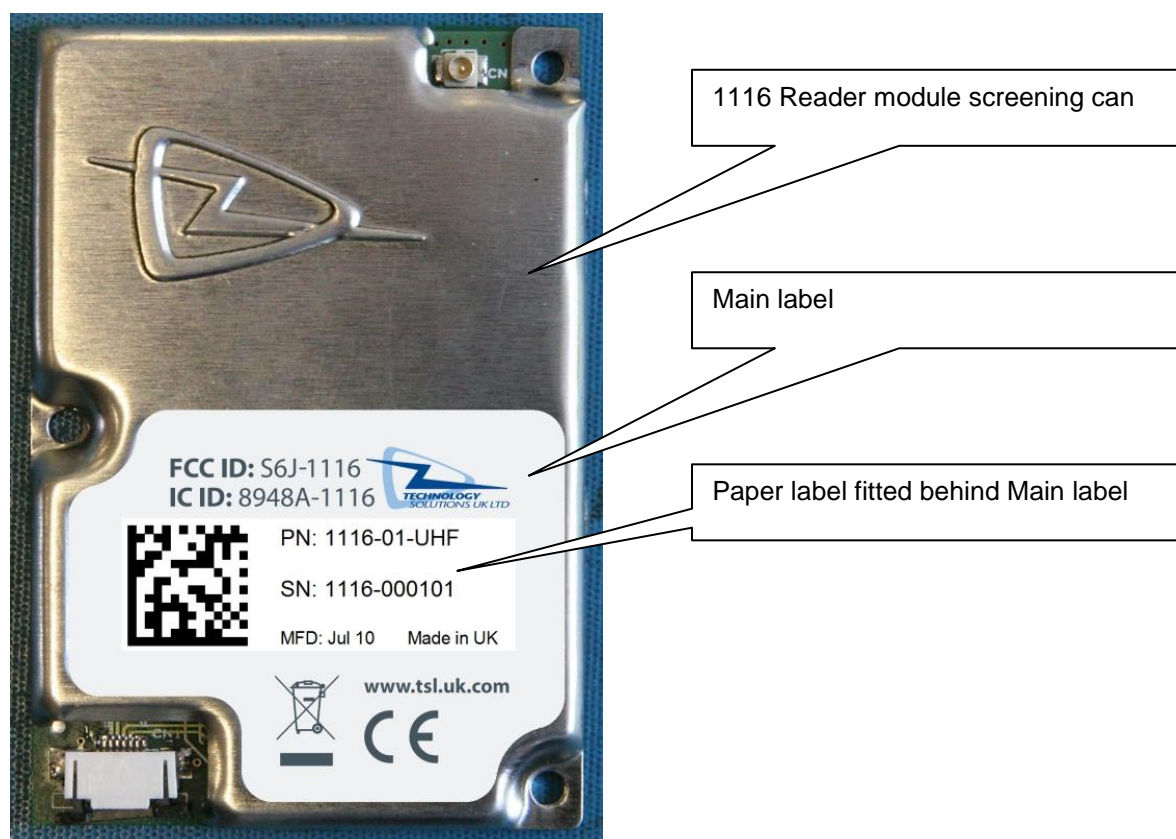 CN
1116 Reader module screening can
Main label
FCC ID: S6J-1116
IC ID: 8948A-1116
TECHNOLOGY
SOLUTIONS UK LTD
Paper label fitted behind Main label
PN: 1116-01-UHF
SN: 1116-000101
MFD: Jul 10 Made in UK
www.tsl.uk.com
CE